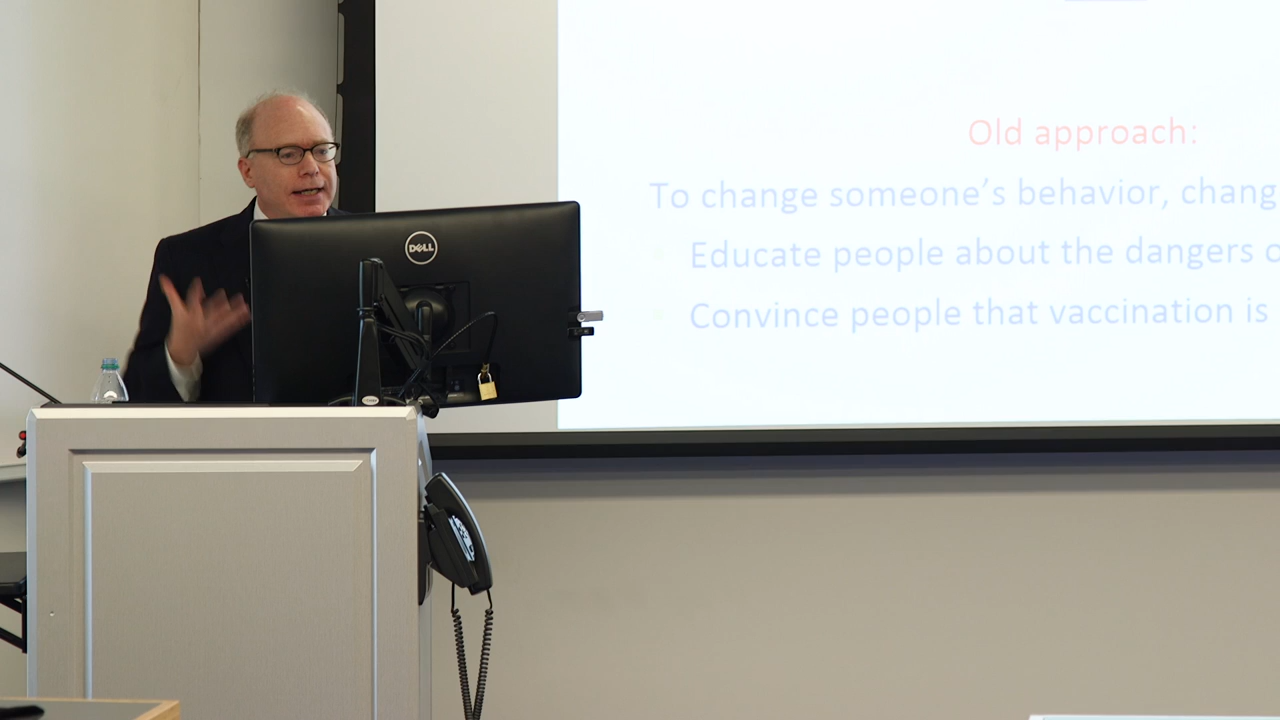 Old approach:
To change someone's behavior, chang
Educate people about the dangers o
Convince people that vaccination is
DELL